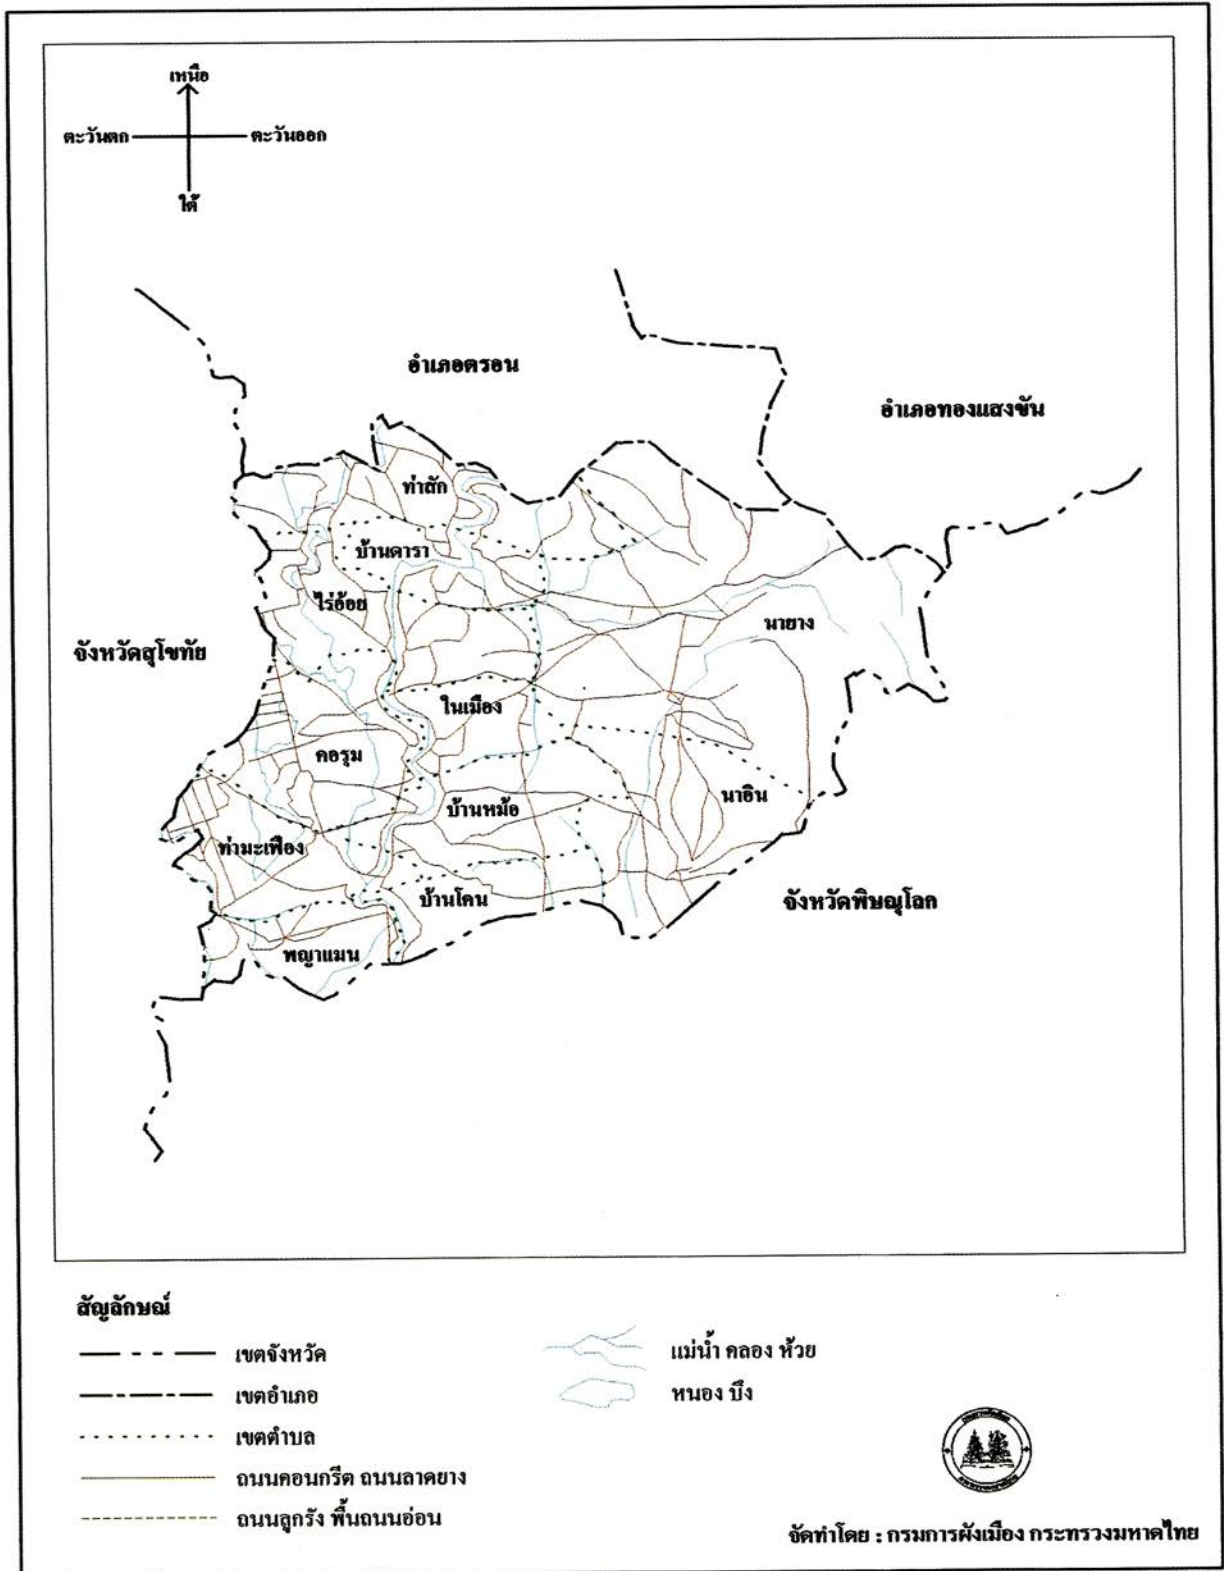 เหนือ
ตะวันตก
ตะวันออก
ใต้
อำเภอตรอน
อำเภอทองแสงขัน
ท่าสัก
บ้านดารา
ไร่อ้อย
นายาง
จังหวัดสุโขทัย
ในเมือง
คอรุม
นาอิน
บ้านหม้อ
ท่ามะเฟือง
บ้านโคน
จังหวัดพิษณุโลก
พญาแมน
สัญลักษณ์
เขตจังหวัด
เขตอำเภอ
เขตตำบล
ถนนคอนกรีต ถนนลาดยาง
ถนนลูกรัง พื้นถนนอ่อน
แม่น้ำ คลอง ห้วย
หนอง บึง
จัดทำโดย : กรมการผังเมือง กระทรวงมหาดไทย